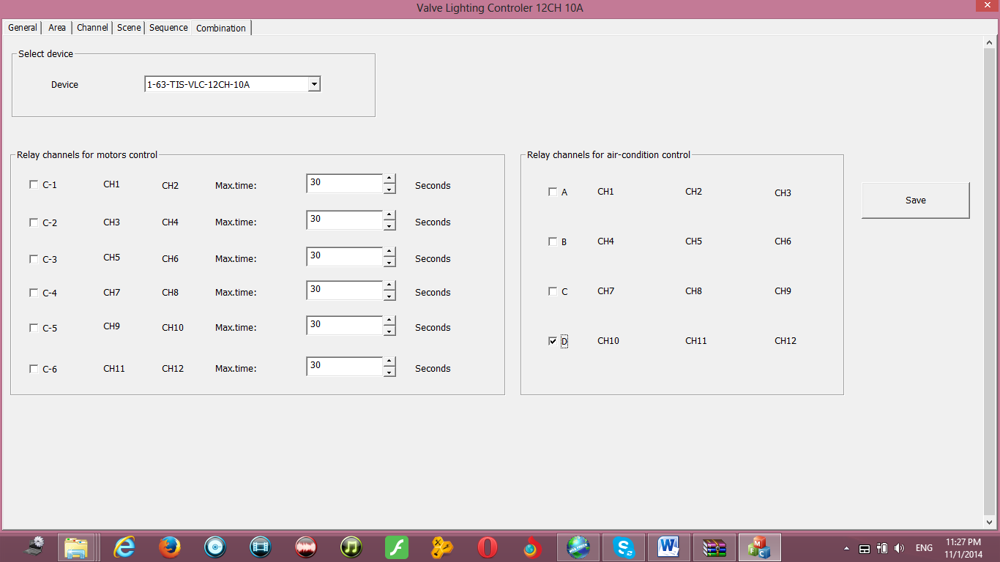 Valve Lighting Controler 12CH 10A
General Area Channel Scene Sequence Combination
Select device
Device 1-63-TIS-VLC-12CH-10A
Relay channels for motors control
C-1 CH1 CH2 Max.time: 30 Seconds
C-2 CH3 CH4 Max.time: 30 Seconds
C-3 CH5 CH6 Max.time: 30 Seconds
C-4 CH7 CH8 Max.time: 30 Seconds
C-5 CH9 CH10 Max.time: 30 Seconds
C-6 CH11 CH12 Max.time: 30 Seconds
Relay channels for air-condition control
A CH1 CH2 CH3
B CH4 CH5 CH6
C CH7 CH8 CH9
D CH10 CH11 CH12
Save
ENG
11:27 PM
11/1/2014